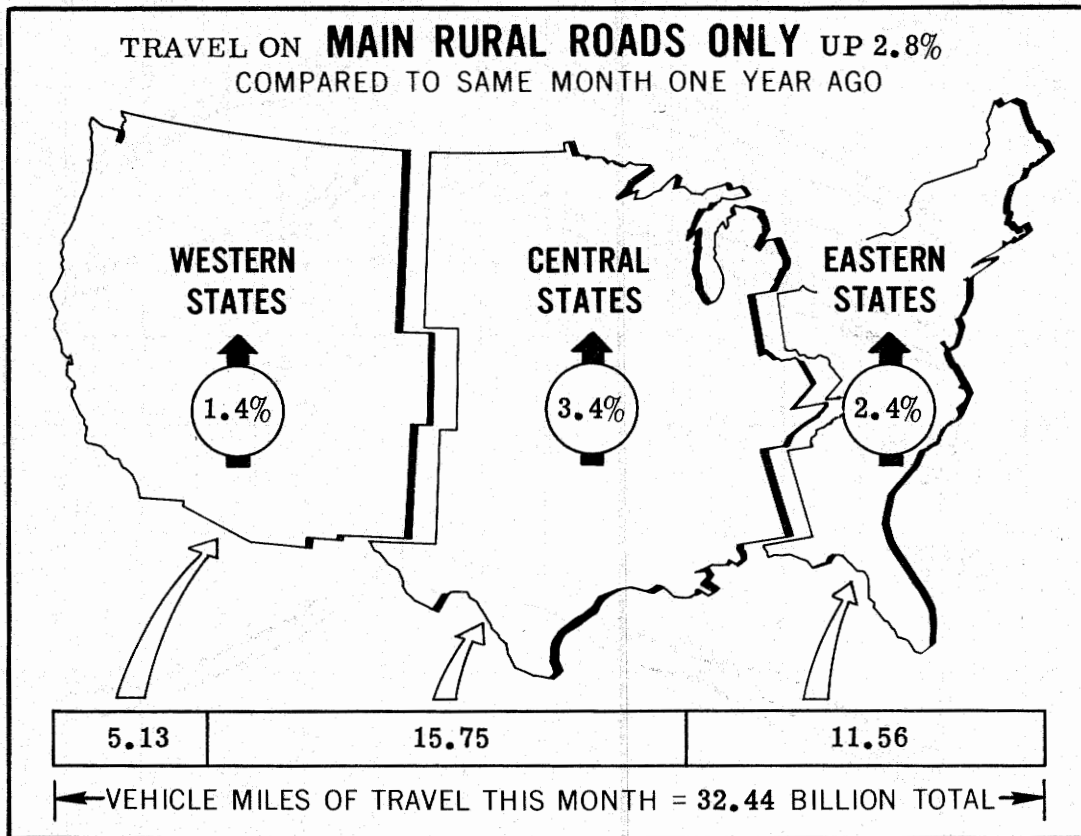 TRAVEL ON MAIN RURAL ROADS ONLY UP 2.8%
COMPARED TO SAME MONTH ONE YEAR AGO
WESTERN
STATES
1.4%
CENTRAL
STATES
3.4%
EASTERN
STATES
2.4%
5.13
15.75
11.56
VEHICLE MILES OF TRAVEL THIS MONTH = 32.44 BILLION TOTAL